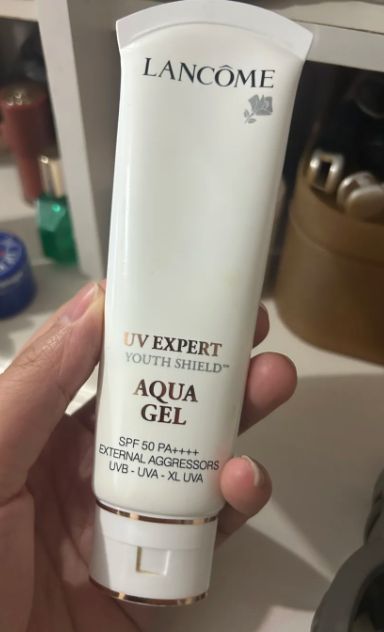 LANCÔME
UV EXPERT
YOUTH SHIELD™
AQUA
GEL
SPF 50 PA++++
EXTERNAL AGGRESSORS
UVB - UVA - XL UVA